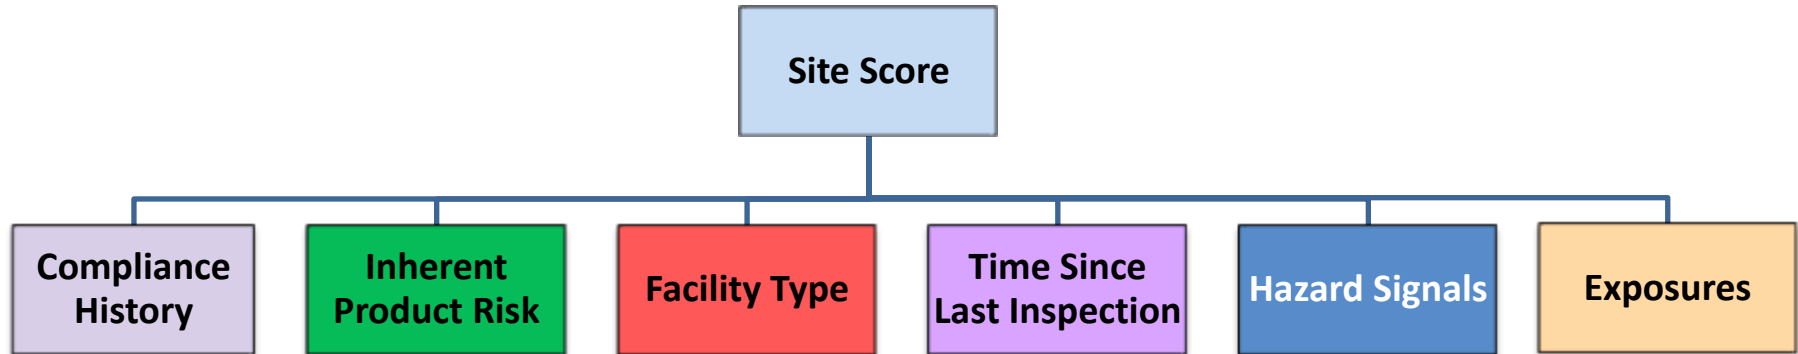 Site Score
Compliance
History
Inherent
Product Risk
Facility Type
Time Since
Last Inspection
Hazard Signals
Exposures